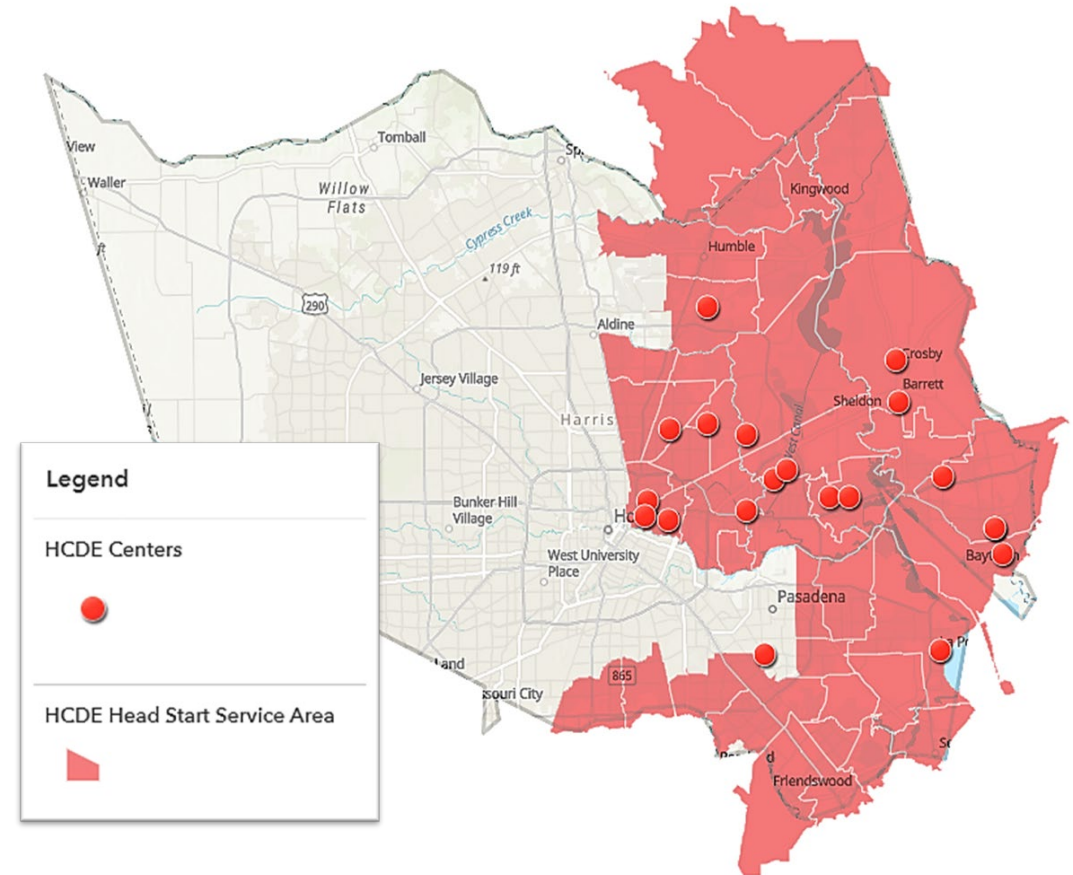 Kingwood
Tomball
View
Waller
Willow
Flats
Cypress Creek
Humble
119 ft
290
Aldine
Crosby
Jersey Village
Barrett
Sheldon
Harris
Bunker Hill
Village
West University
Place
Pasadena
865
Friendswood
Legend
HCDE Centers
HCDE Head Start Service Area